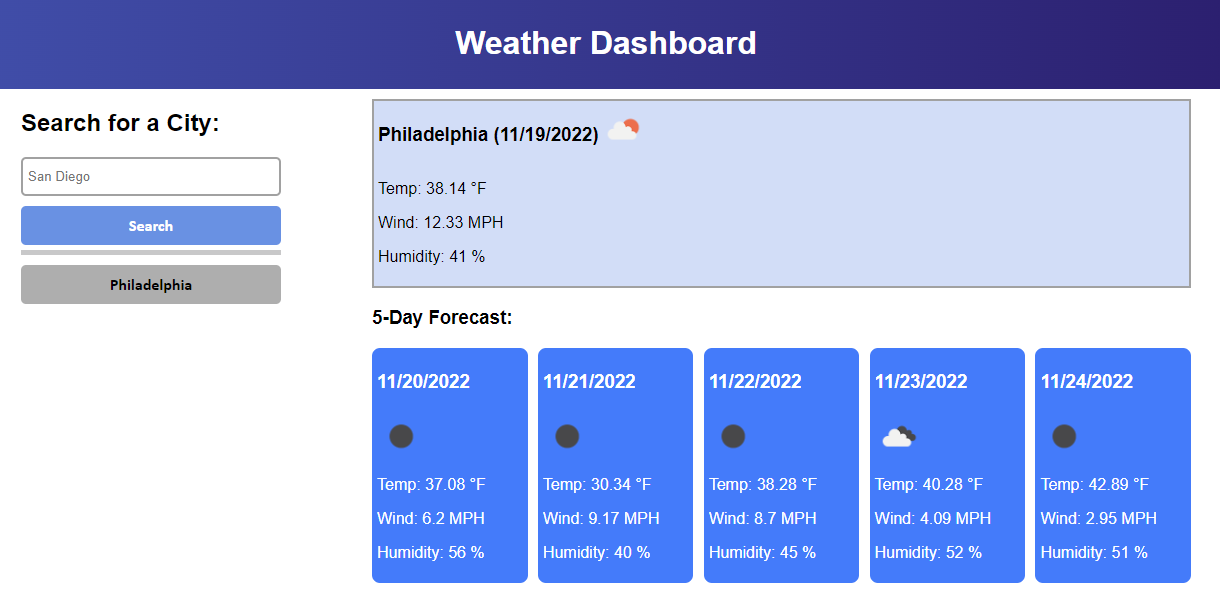 Weather Dashboard
Search for a City:
San Diego
Search
Philadelphia
Philadelphia (11/19/2022)
Temp: 38.14 °F
Wind: 12.33 MPH
Humidity: 41 %
5-Day Forecast:
11/20/2022
Temp: 37.08 °F
Wind: 6.2 MPH
Humidity: 56 %
11/21/2022
Temp: 30.34 °F
Wind: 9.17 MPH
Humidity: 40 %
11/22/2022
Temp: 38.28 °F
Wind: 8.7 MPH
Humidity: 45 %
11/23/2022
Temp: 40.28 °F
Wind: 4.09 MPH
Humidity: 52 %
11/24/2022
Temp: 42.89 °F
Wind: 2.95 MPH
Humidity: 51 %